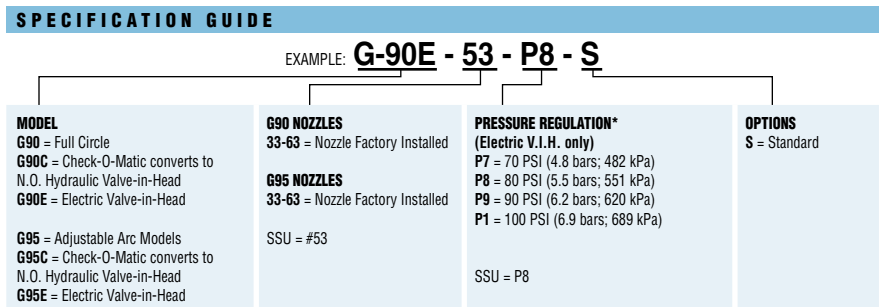 SPECIFICATION GUIDE
EXAMPLE: G-90E - 53 - P8 - S
MODEL
G90 = Full Circle
G90C = Check-O-Matic converts to
N.O. Hydraulic Valve-in-Head
G90E = Electric Valve-in-Head
G95 = Adjustable Arc Models
G95C = Check-O-Matic converts to
N.O. Hydraulic Valve-in-Head
G95E = Electric Valve-in-Head
G90 NOZZLES
33-63 = Nozzle Factory Installed
G95 NOZZLES
33-63 = Nozzle Factory Installed
SSU = #53
PRESSURE REGULATION*
(Electric V.I.H. only)
P7 = 70 PSI (4.8 bars; 482 kPa)
P8 = 80 PSI (5.5 bars; 551 kPa)
P9 = 90 PSI (6.2 bars; 620 kPa)
P1 = 100 PSI (6.9 bars; 689 kPa)
SSU = P8
OPTIONS
S = Standard